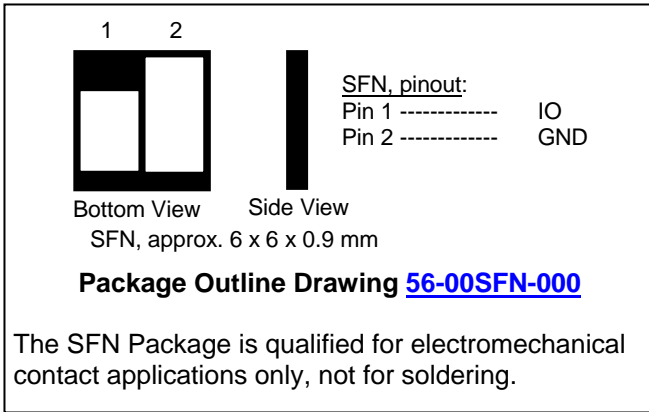 1 2
SFN, pinout:
Pin 1 ------------- IO
Pin 2 ------------- GND
Bottom View Side View
SFN, approx. 6 x 6 x 0.9 mm
Package Outline Drawing 56-00SFN-000
The SFN Package is qualified for electromechanical
contact applications only, not for soldering.